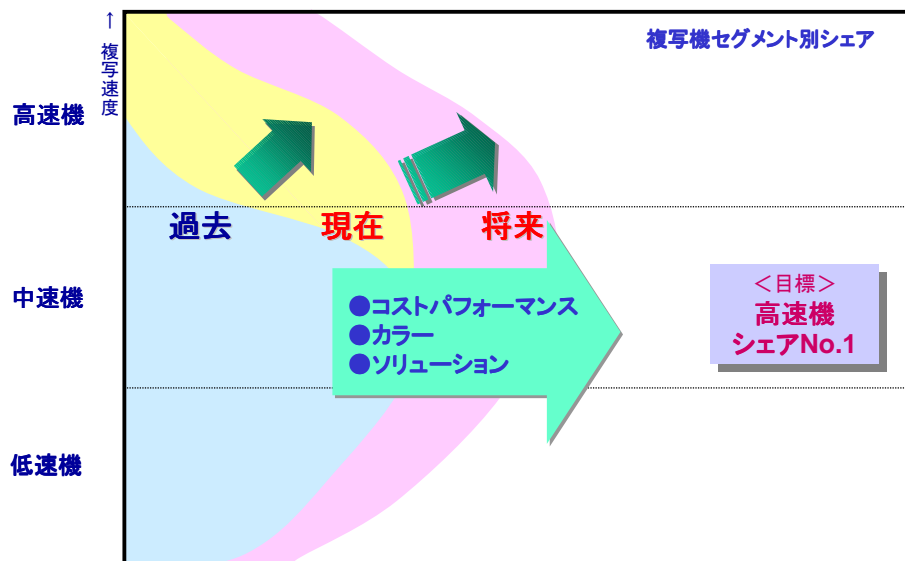 複写機セグメント別シェア
↑
複写速度
高速機
過去
現在
将来
中速機
●コストパフォーマンス
●カラー
●ソリューション
＜目標＞
高速機
シェアNo.1
低速機